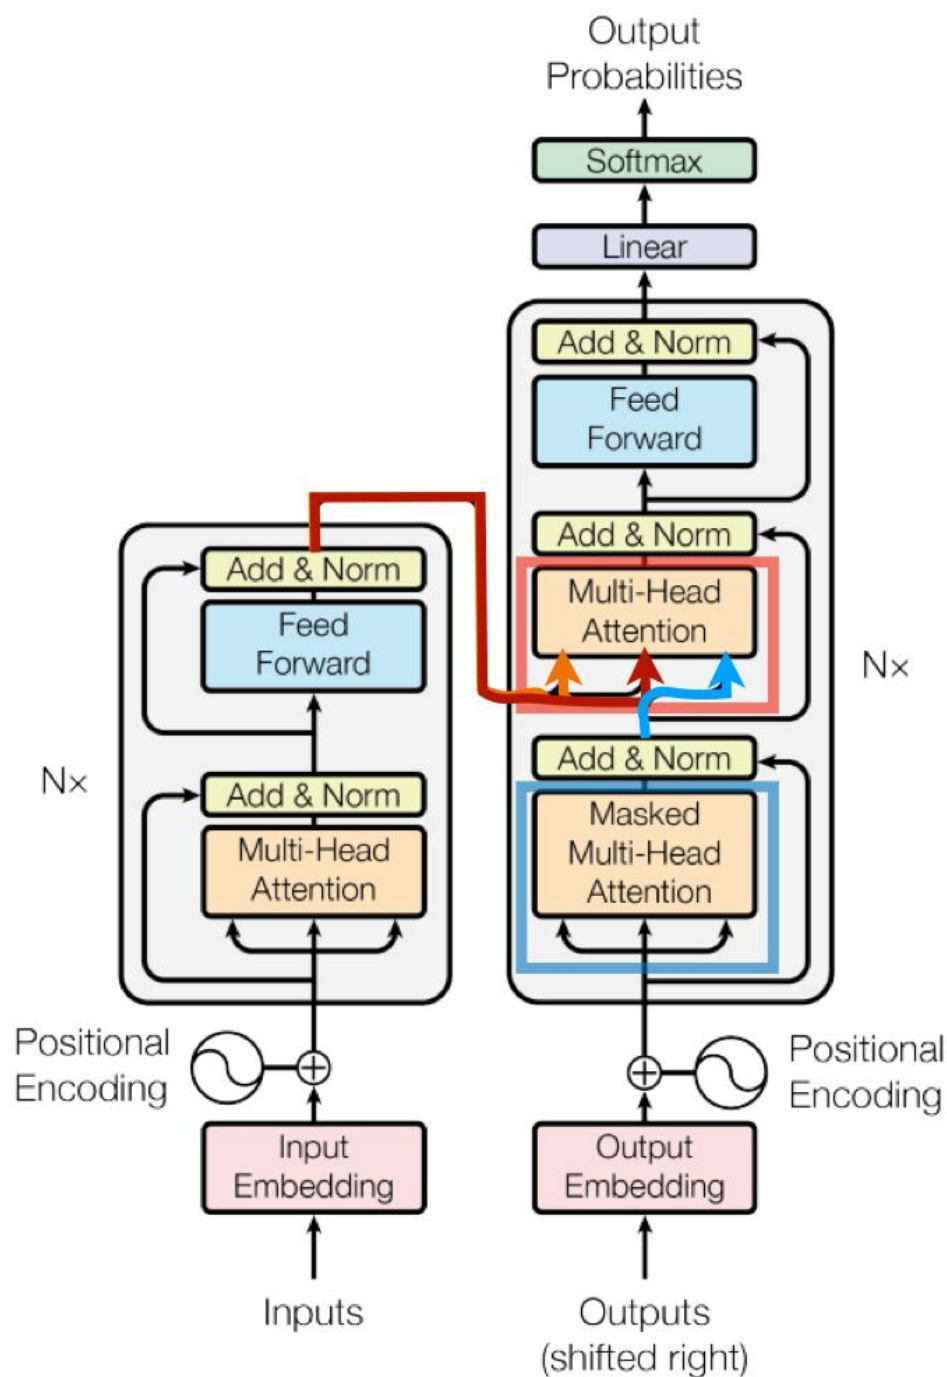 Output
Probabilities
Softmax
Linear
Add & Norm
Feed
Forward
Add & Norm
Multi-Head
Attention
Nx
Add & Norm
Masked
Multi-Head
Attention
Add & Norm
Feed
Forward
Nx
Add & Norm
Multi-Head
Attention
Positional
Encoding
Positional
Encoding
Input
Embedding
Output
Embedding
Inputs
Outputs
(shifted right)